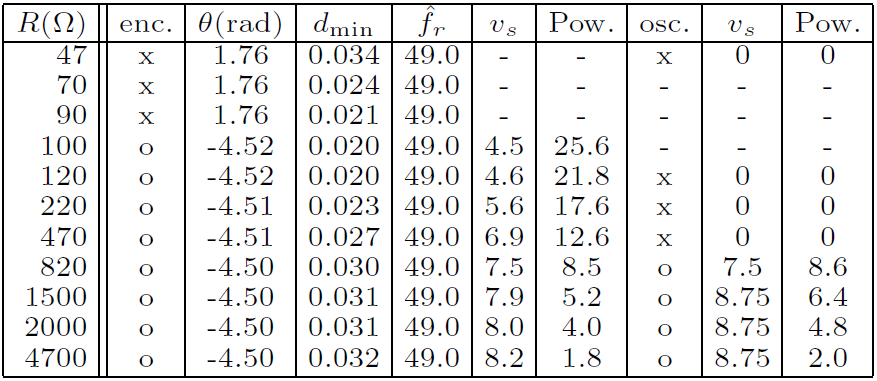 R(Ω) enc. θ(rad) d_min f̂_r v_s Pow. osc. v_s Pow.
47 x 1.76 0.034 49.0 - - x 0 0
70 x 1.76 0.024 49.0 - - - - -
90 x 1.76 0.021 49.0 - - - - -
100 o -4.52 0.020 49.0 4.5 25.6 - - -
120 o -4.52 0.020 49.0 4.6 21.8 x 0 0
220 o -4.51 0.023 49.0 5.6 17.6 x 0 0
470 o -4.51 0.027 49.0 6.9 12.6 x 0 0
820 o -4.50 0.030 49.0 7.5 8.5 o 7.5 8.6
1500 o -4.50 0.031 49.0 7.9 5.2 o 8.75 6.4
2000 o -4.50 0.031 49.0 8.0 4.0 o 8.75 4.8
4700 o -4.50 0.032 49.0 8.2 1.8 o 8.75 2.0